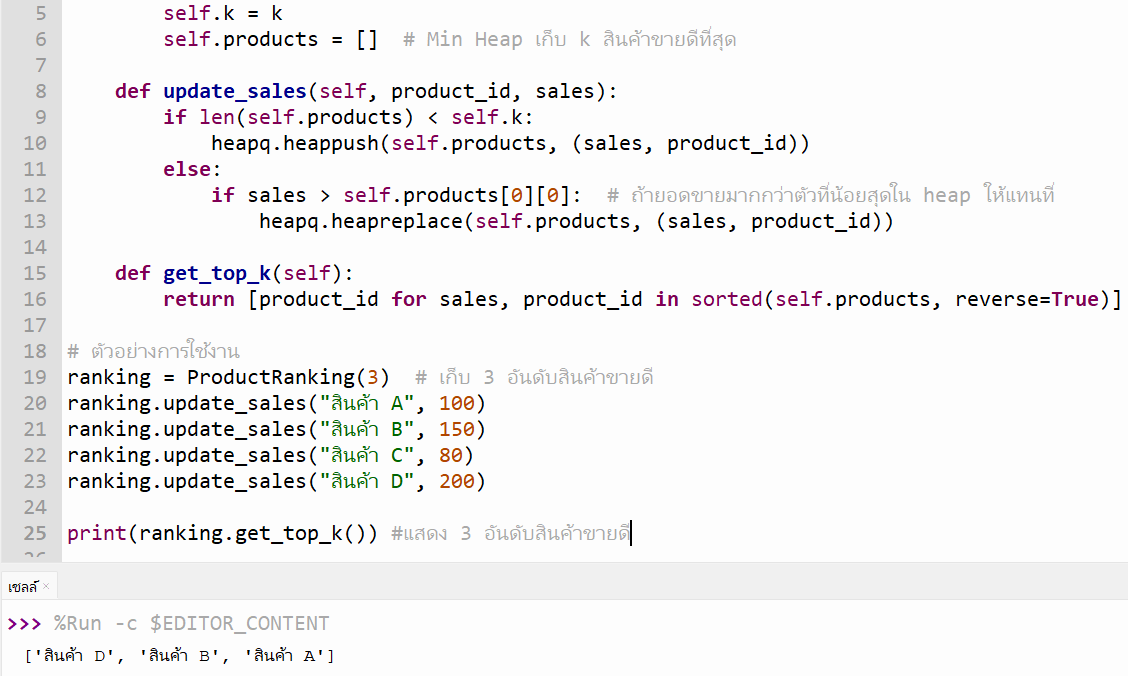 5 self.k = k
6 self.products = [] # Min Heap เก็บ k สินค้าขายดีที่สุด
7
8 def update_sales(self, product_id, sales):
9 if len(self.products) < self.k:
10 heapq.heappush(self.products, (sales, product_id))
11 else:
12 if sales > self.products[0][0]: # ถ้ายอดขายมากกว่าตัวที่น้อยสุดใน heap ให้แทนที่
13 heapq.heapreplace(self.products, (sales, product_id))
14
15 def get_top_k(self):
16 return [product_id for sales, product_id in sorted(self.products, reverse=True)]
17
18 # ตัวอย่างการใช้งาน
19 ranking = ProductRanking(3) # เก็บ 3 อันดับสินค้าขายดี
20 ranking.update_sales("สินค้า A", 100)
21 ranking.update_sales("สินค้า B", 150)
22 ranking.update_sales("สินค้า C", 80)
23 ranking.update_sales("สินค้า D", 200)
24
25 print(ranking.get_top_k()) #แสดง 3 อันดับสินค้าขายดี
เชลล์ ×
>>> %Run -c $EDITOR_CONTENT
['สินค้า D', 'สินค้า B', 'สินค้า A']